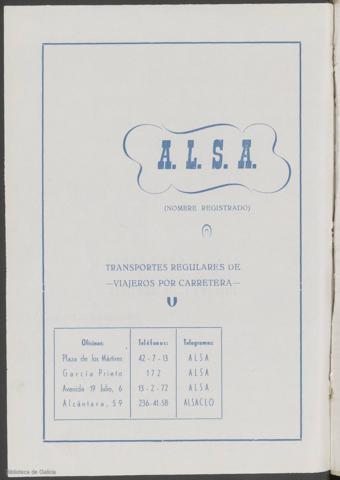 A. L. S. A.
(NOMBRE REGISTRADO)
TRANSPORTES REGULARES DE
—VIAJEROS POR CARRETERA—
Oficinas: Teléfonos: Telegramas:
Plaza de los Mártires 42-7-13 ALSA
García Prieto 172 ALSA
Avenida 19 Julio, 6 13-2-72 ALSA
Alcántara, 59 236-41-58 ALSACLO
Biblioteca de Galicia